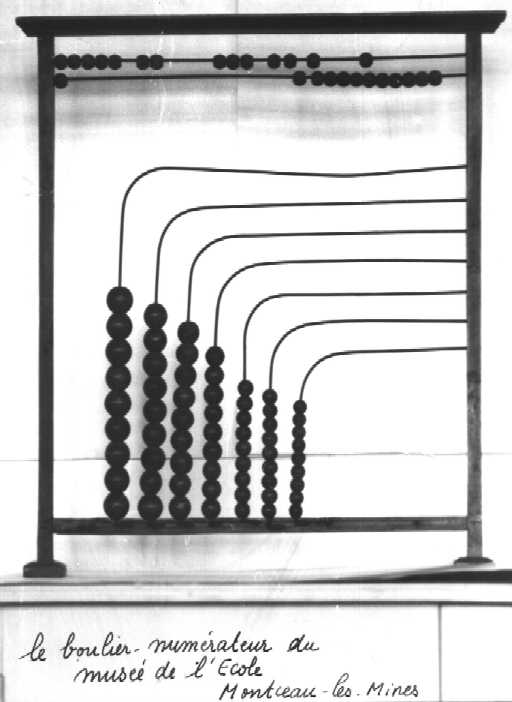 le boulier-numérateur du
musée de l'Ecole
Montceau-les-Mines